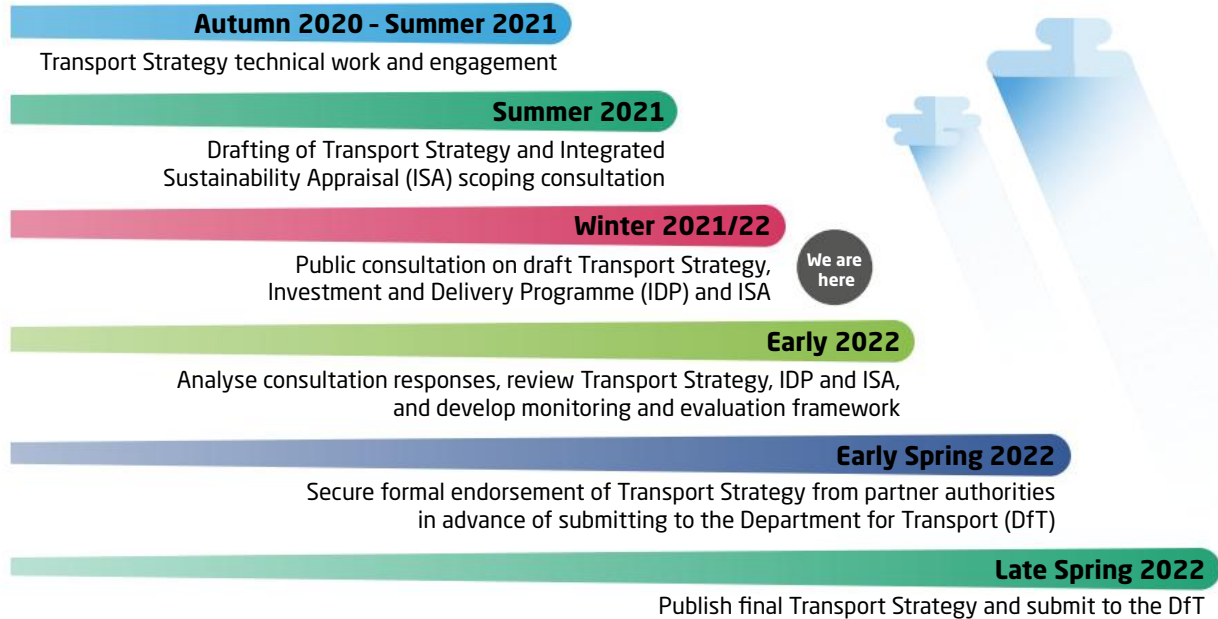 Autumn 2020 - Summer 2021
Transport Strategy technical work and engagement
Summer 2021
Drafting of Transport Strategy and Integrated
Sustainability Appraisal (ISA) scoping consultation
Winter 2021/22
Public consultation on draft Transport Strategy,
Investment and Delivery Programme (IDP) and ISA
We are
here
Early 2022
Analyse consultation responses, review Transport Strategy, IDP and ISA,
and develop monitoring and evaluation framework
Early Spring 2022
Secure formal endorsement of Transport Strategy from partner authorities
in advance of submitting to the Department for Transport (DfT)
Late Spring 2022
Publish final Transport Strategy and submit to the DfT